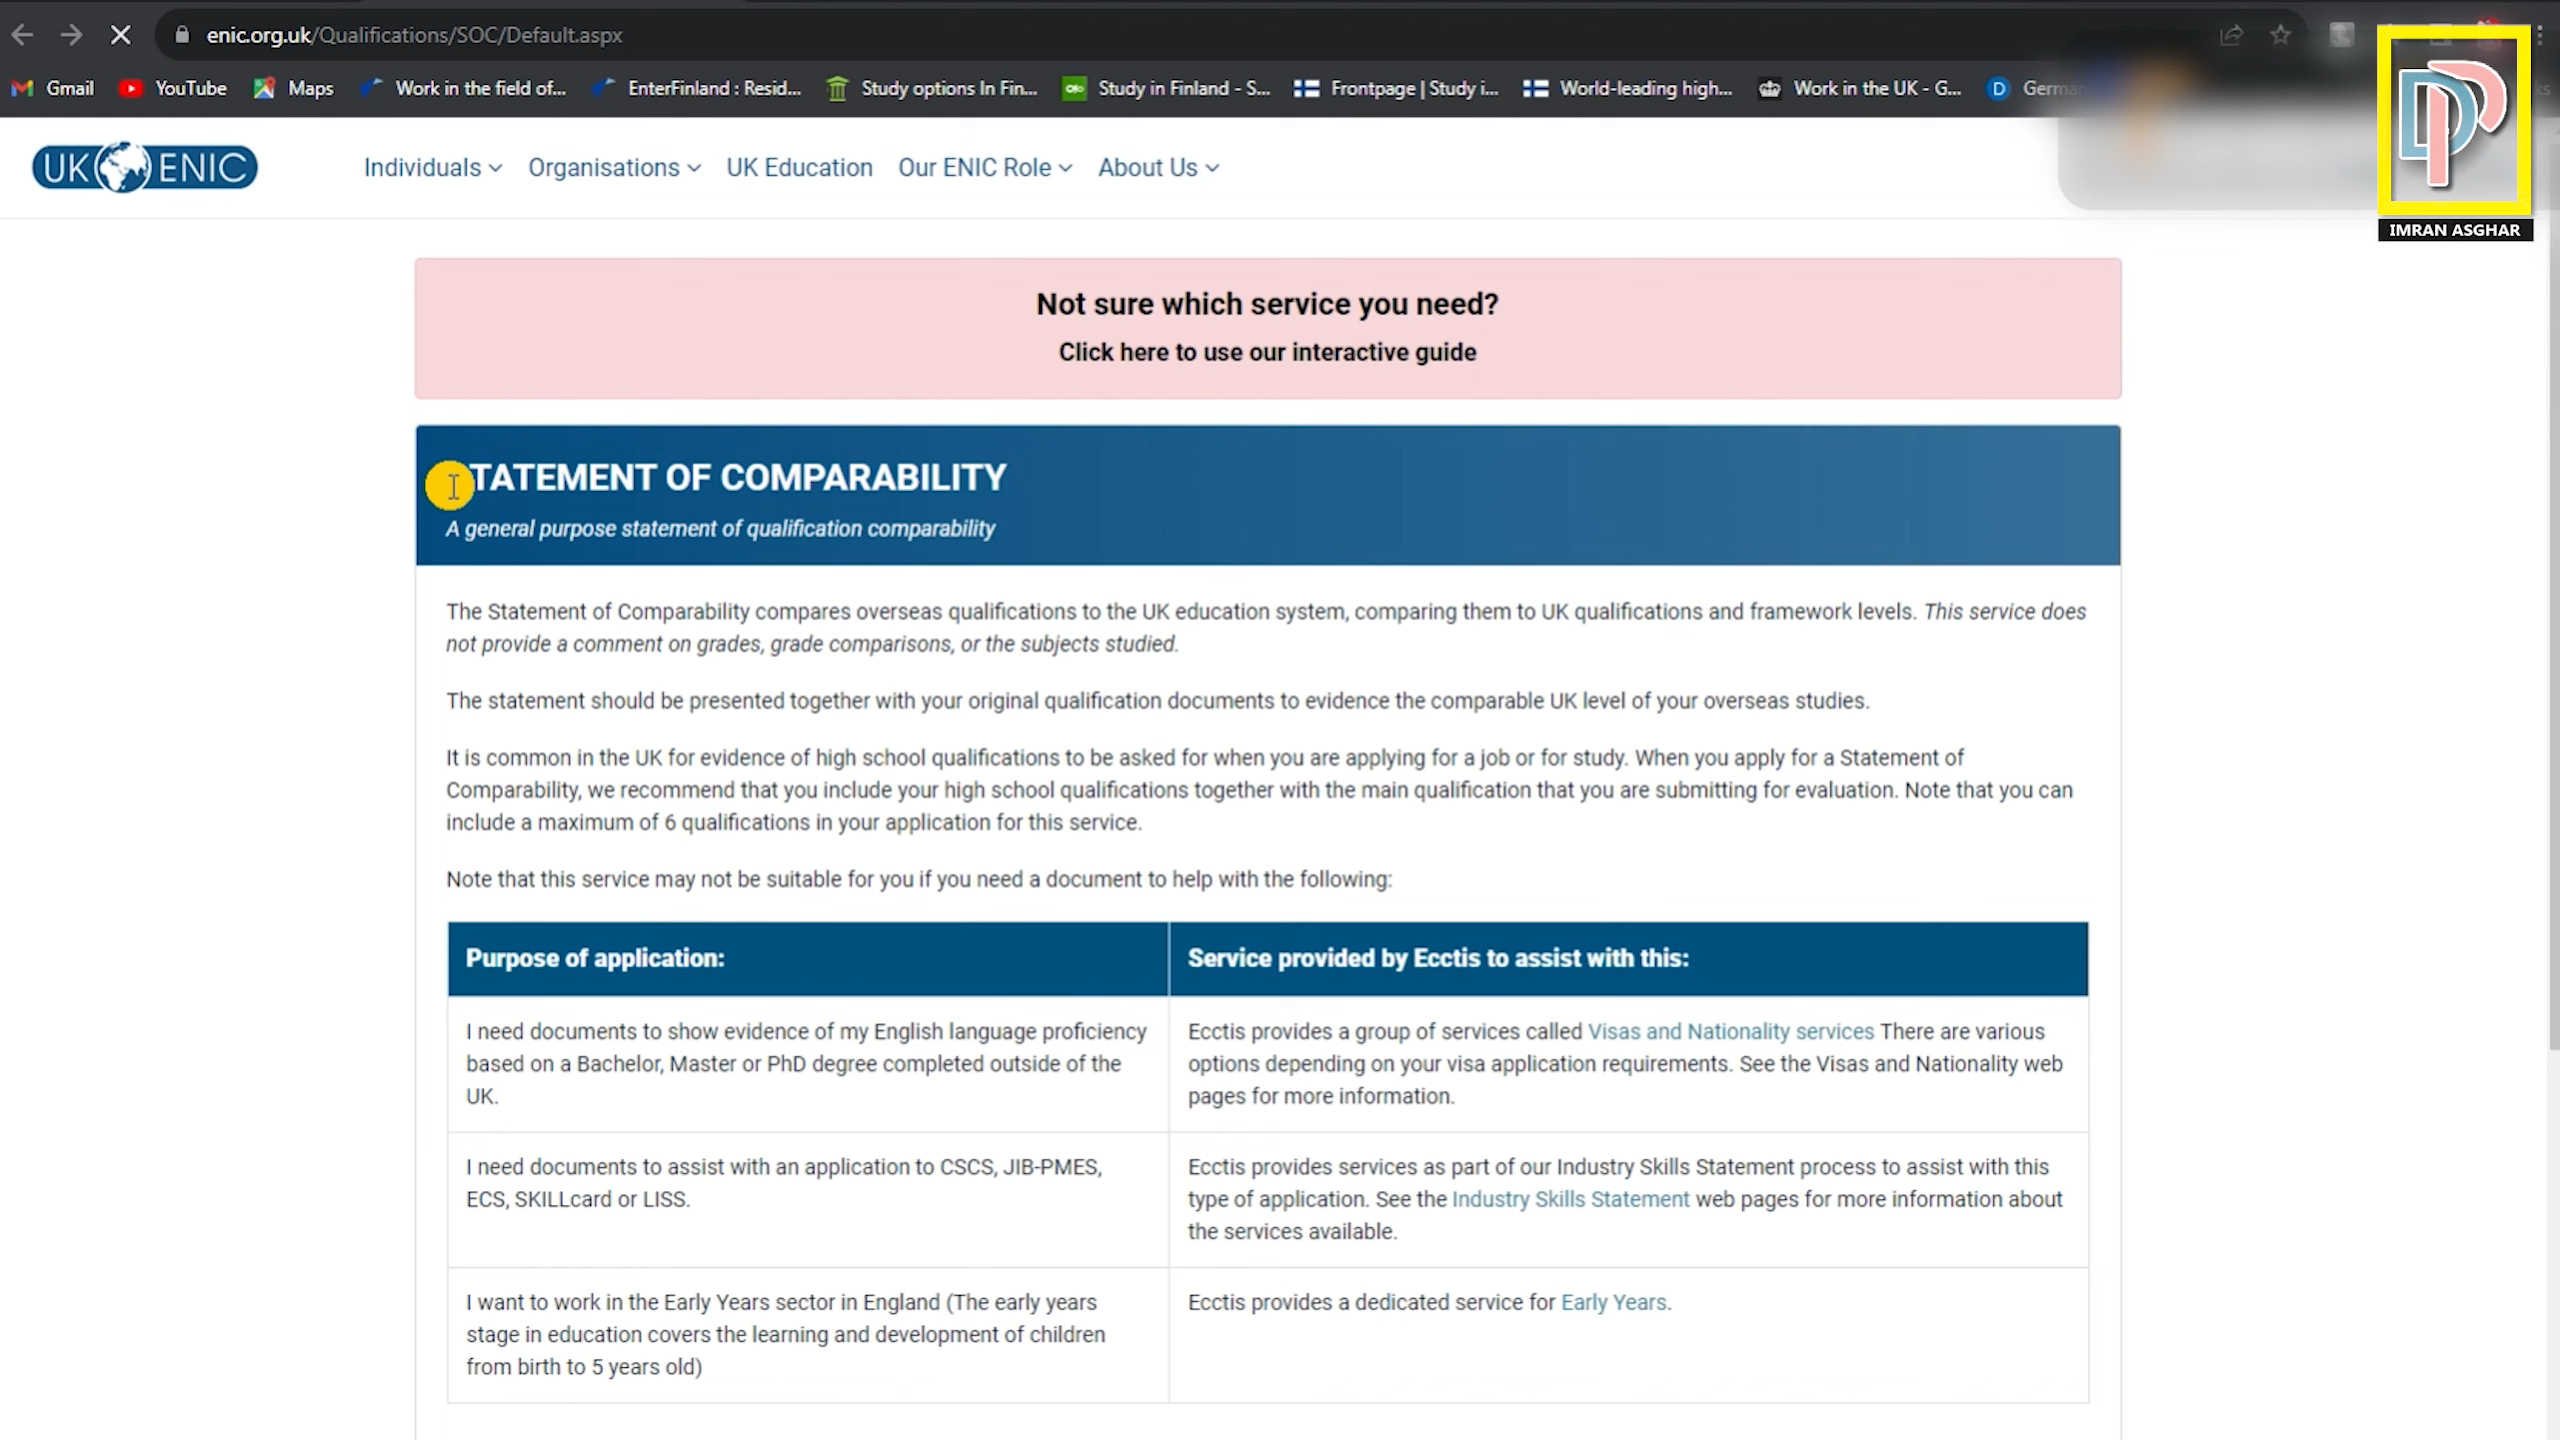 enic.org.uk/Qualifications/SOC/Default.aspx
Gmail YouTube Maps Work in the field of... EnterFinland : Resid... Study options In Fin... Study in Finland - S... Frontpage | Study i... World-leading high... Work in the UK - G... D Germa
UK ENIC Individuals Organisations UK Education Our ENIC Role About Us
IMRAN ASGHAR
Not sure which service you need?
Click here to use our interactive guide
TATEMENT OF COMPARABILITY
A general purpose statement of qualification comparability
The Statement of Comparability compares overseas qualifications to the UK education system, comparing them to UK qualifications and framework levels. This service does
not provide a comment on grades, grade comparisons, or the subjects studied.
The statement should be presented together with your original qualification documents to evidence the comparable UK level of your overseas studies.
It is common in the UK for evidence of high school qualifications to be asked for when you are applying for a job or for study. When you apply for a Statement of
Comparability, we recommend that you include your high school qualifications together with the main qualification that you are submitting for evaluation. Note that you can
include a maximum of 6 qualifications in your application for this service.
Note that this service may not be suitable for you if you need a document to help with the following:
Purpose of application:
Service provided by Ecctis to assist with this:
I need documents to show evidence of my English language proficiency
based on a Bachelor, Master or PhD degree completed outside of the
UK.
Ecctis provides a group of services called Visas and Nationality services There are various
options depending on your visa application requirements. See the Visas and Nationality web
pages for more information.
I need documents to assist with an application to CSCS, JIB-PMES,
ECS, SKILLcard or LISS.
Ecctis provides services as part of our Industry Skills Statement process to assist with this
type of application. See the Industry Skills Statement web pages for more information about
the services available.
I want to work in the Early Years sector in England (The early years
stage in education covers the learning and development of children
from birth to 5 years old)
Ecctis provides a dedicated service for Early Years.